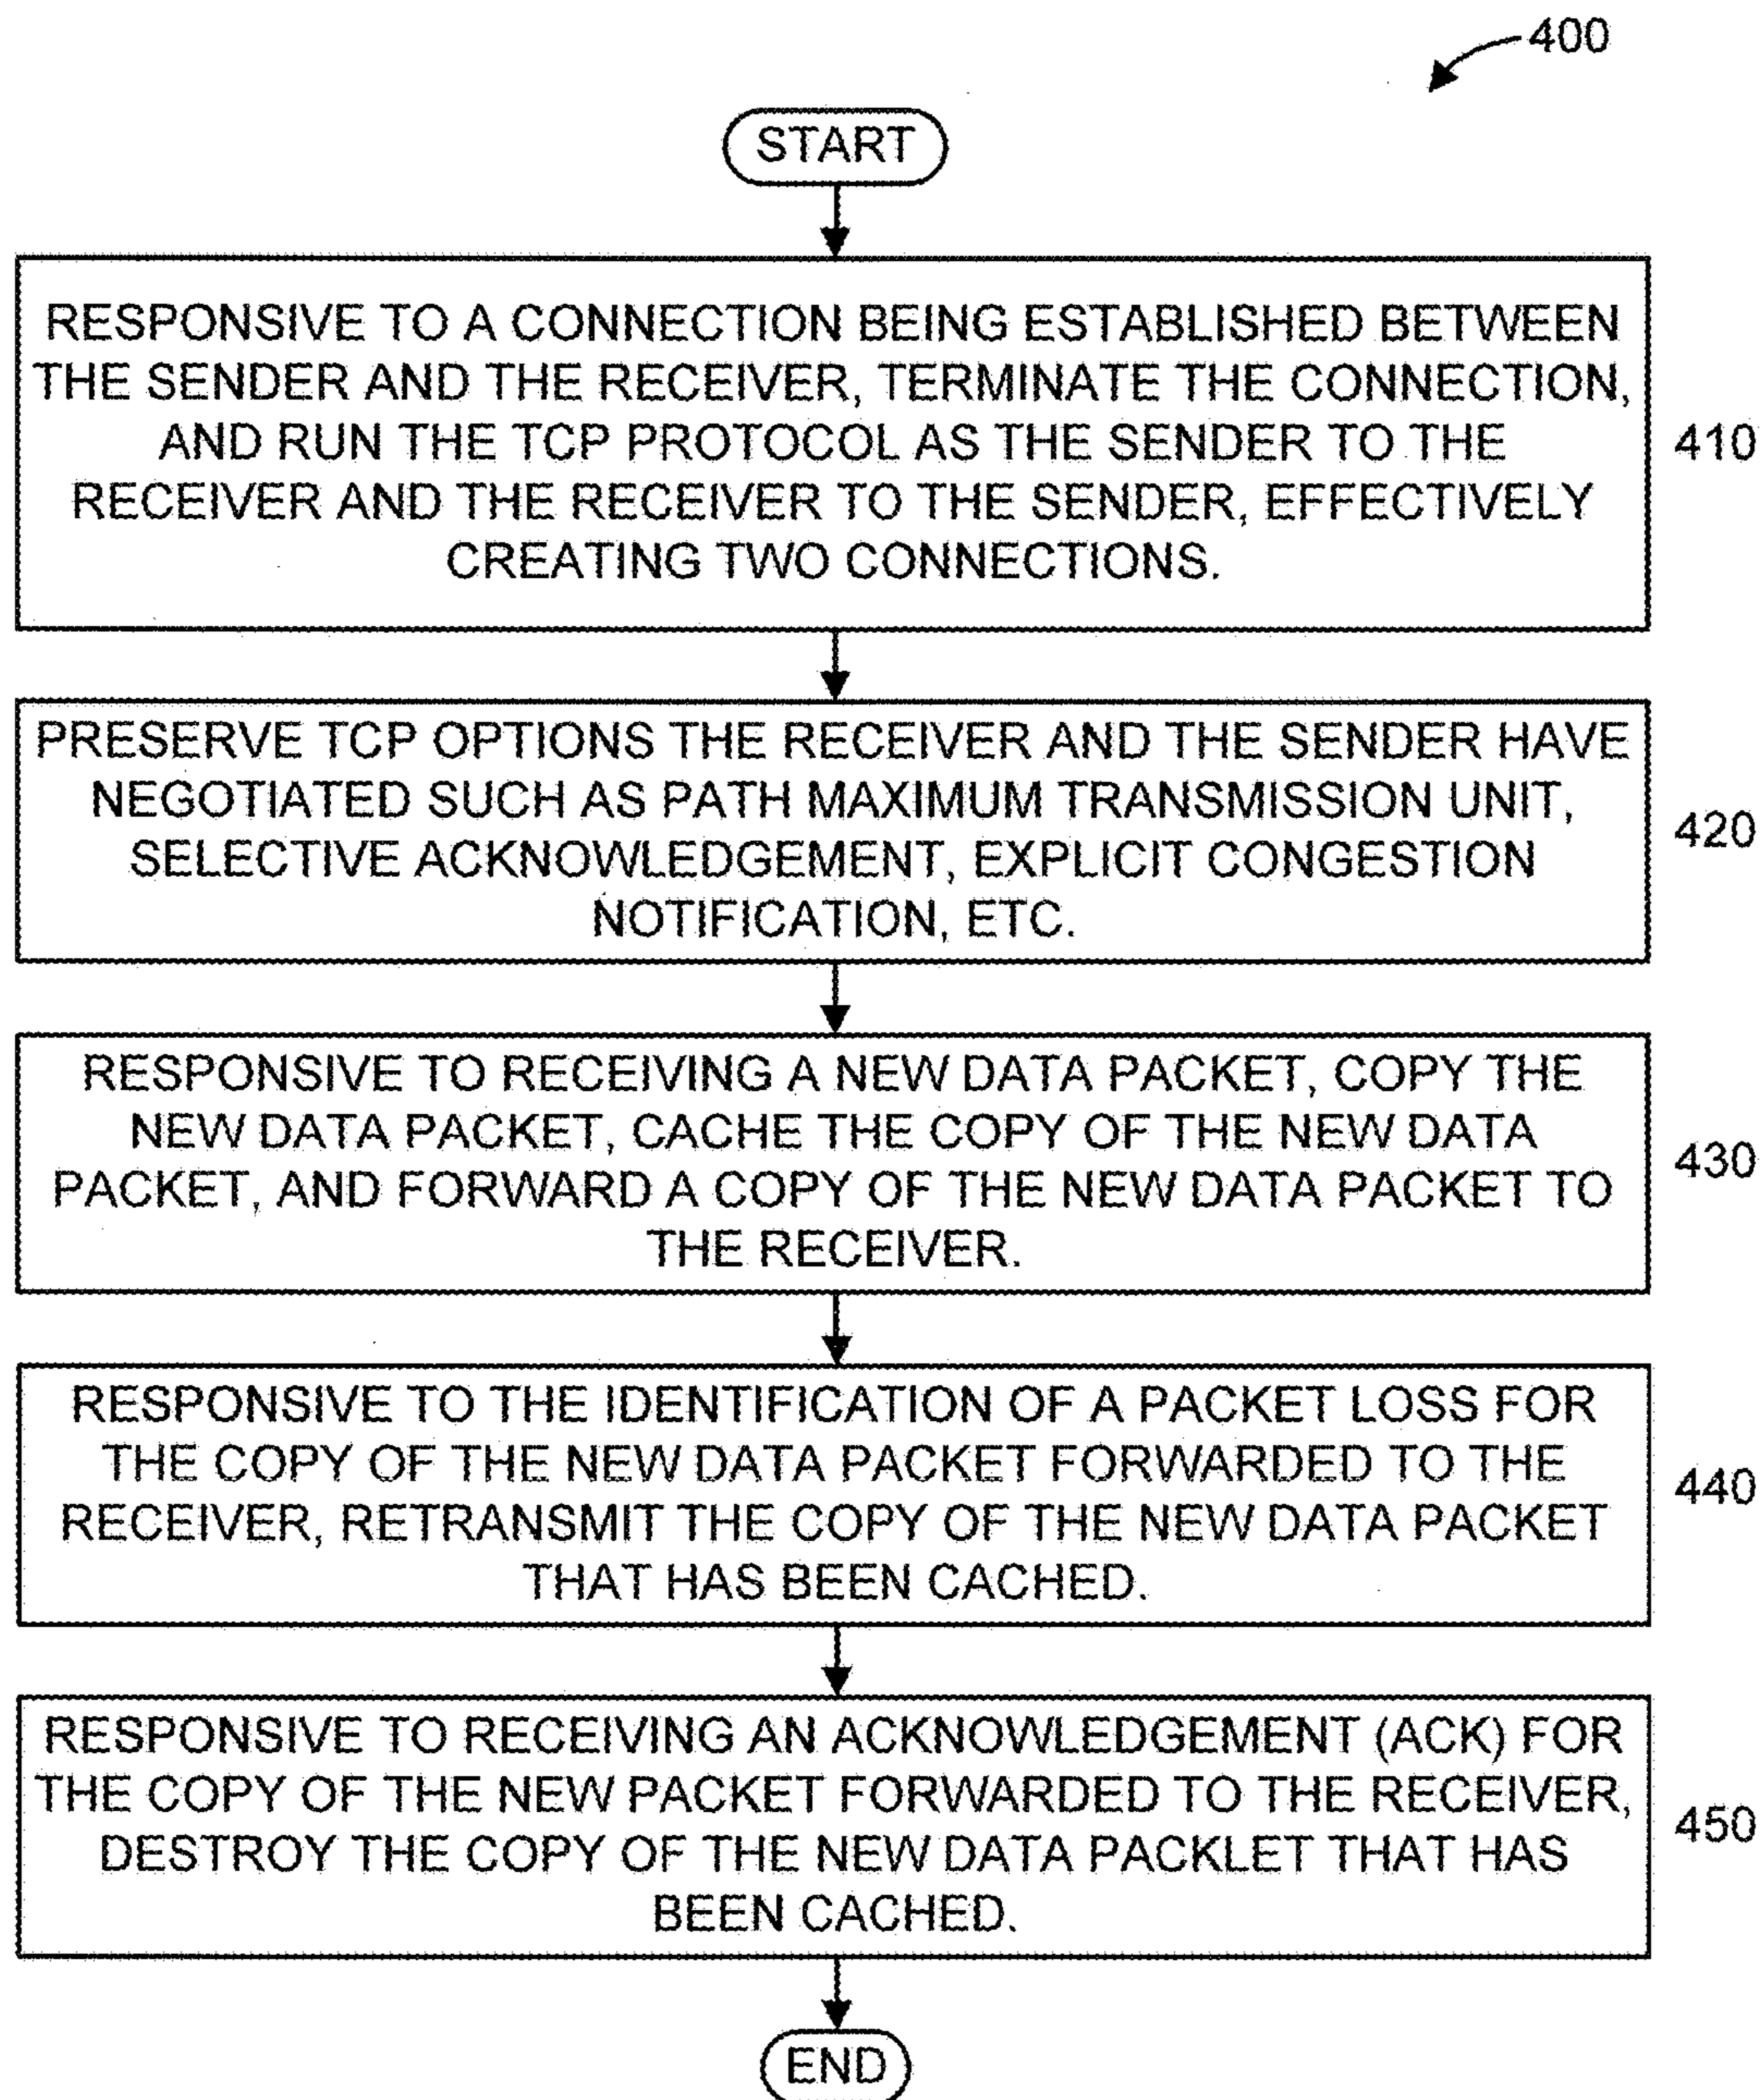 400
START
RESPONSIVE TO A CONNECTION BEING ESTABLISHED BETWEEN
THE SENDER AND THE RECEIVER, TERMINATE THE CONNECTION,
AND RUN THE TCP PROTOCOL AS THE SENDER TO THE
RECEIVER AND THE RECEIVER TO THE SENDER, EFFECTIVELY
CREATING TWO CONNECTIONS.
410
PRESERVE TCP OPTIONS THE RECEIVER AND THE SENDER HAVE
NEGOTIATED SUCH AS PATH MAXIMUM TRANSMISSION UNIT,
SELECTIVE ACKNOWLEDGEMENT, EXPLICIT CONGESTION
NOTIFICATION, ETC.
420
RESPONSIVE TO RECEIVING A NEW DATA PACKET, COPY THE
NEW DATA PACKET, CACHE THE COPY OF THE NEW DATA
PACKET, AND FORWARD A COPY OF THE NEW DATA PACKET TO
THE RECEIVER.
430
RESPONSIVE TO THE IDENTIFICATION OF A PACKET LOSS FOR
THE COPY OF THE NEW DATA PACKET FORWARDED TO THE
RECEIVER, RETRANSMIT THE COPY OF THE NEW DATA PACKET
THAT HAS BEEN CACHED.
440
RESPONSIVE TO RECEIVING AN ACKNOWLEDGEMENT (ACK) FOR
THE COPY OF THE NEW PACKET FORWARDED TO THE RECEIVER,
DESTROY THE COPY OF THE NEW DATA PACKLET THAT HAS
BEEN CACHED.
450
END